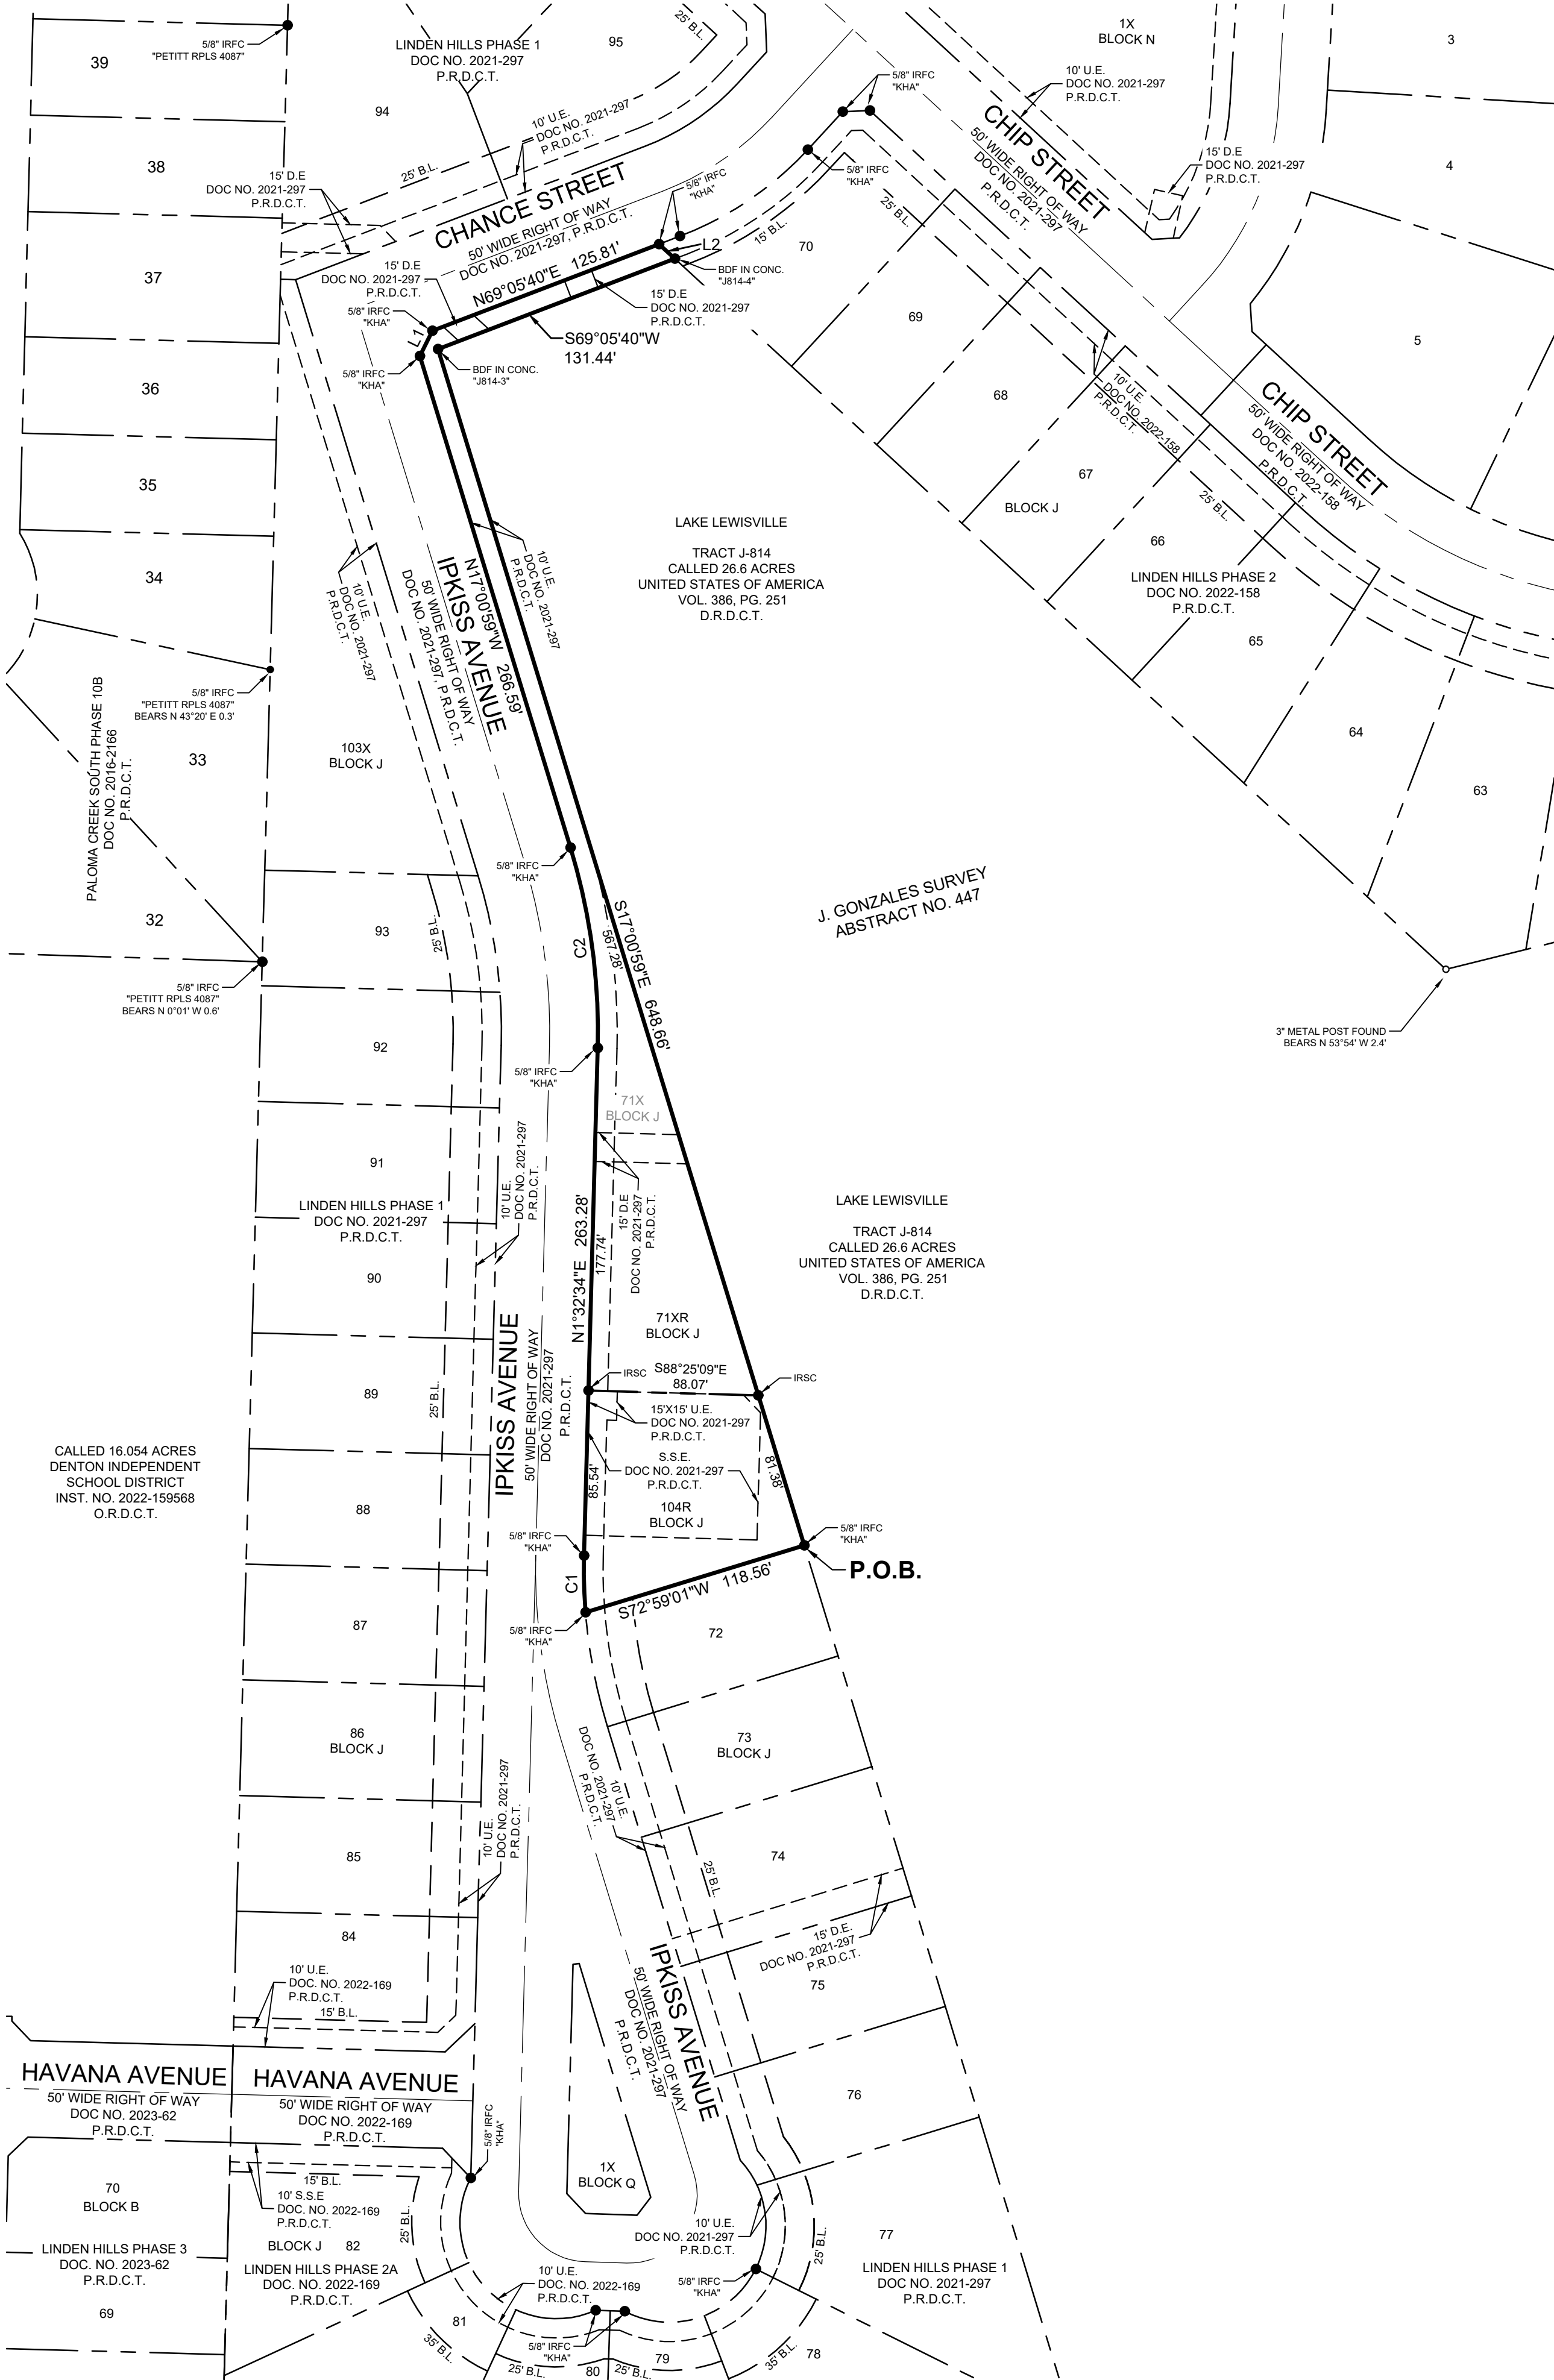 39
5/8" IRFC
"PETITT RPLS 4087"
LINDEN HILLS PHASE 1
DOC NO. 2021-297
P.R.D.C.T.
95
25' B.L.
1X
BLOCK N
3
10' U.E.
DOC NO. 2021-297
P.R.D.C.T.
94
10' U.E.
DOC NO. 2021-297
P.R.D.C.T.
5/8" IRFC
"KHA"
CHIP STREET
50' WIDE RIGHT OF WAY
DOC NO. 2021-297
P.R.D.C.T.
15' D.E
DOC NO. 2021-297
P.R.D.C.T.
4
38
25' B.L.
15' D.E
DOC NO. 2021-297
P.R.D.C.T.
5/8" IRFC
"KHA"
5/8" IRFC
"KHA"
25' B.L.
CHANCE STREET
50' WIDE RIGHT OF WAY
DOC NO. 2021-297, P.R.D.C.T.
15' B.L.
70
L2
37
15' D.E
DOC NO. 2021-297
P.R.D.C.T.
N69°05'40"E 125.81'
BDF IN CONC.
"J814-4"
15' D.E
DOC NO. 2021-297
P.R.D.C.T.
5/8" IRFC
"KHA"
L1
S69°05'40"W
131.44'
69
5
5/8" IRFC
"KHA"
BDF IN CONC.
"J814-3"
36
68
10' U.E.
DOC NO. 2022-158
P.R.D.C.T.
CHIP STREET
50' WIDE RIGHT OF WAY
DOC NO. 2022-158
P.R.D.C.T.
35
67
BLOCK J
25' B.L.
LAKE LEWISVILLE
TRACT J-814
CALLED 26.6 ACRES
UNITED STATES OF AMERICA
VOL. 386, PG. 251
D.R.D.C.T.
66
LINDEN HILLS PHASE 2
DOC NO. 2022-158
P.R.D.C.T.
34
10' U.E.
DOC NO. 2021-297
P.R.D.C.T.
N17°00'59"W 266.59'
IPKISS AVENUE
50' WIDE RIGHT OF WAY
DOC NO. 2021-297, P.R.D.C.T.
10' U.E.
DOC NO. 2021-297
P.R.D.C.T.
65
5/8" IRFC
"PETITT RPLS 4087"
BEARS N 43°20' E 0.3'
64
PALOMA CREEK SOUTH PHASE 10B
DOC NO. 2016-2166
P.R.D.C.T.
33
103X
BLOCK J
63
5/8" IRFC
"KHA"
J. GONZALES SURVEY
ABSTRACT NO. 447
32
93
25' B.L.
C2
567.28'
S17°00'59"E 648.66'
5/8" IRFC
"PETITT RPLS 4087"
BEARS N 0°01' W 0.6'
3" METAL POST FOUND
BEARS N 53°54' W 2.4'
92
5/8" IRFC
"KHA"
71X
BLOCK J
91
10' U.E.
DOC NO. 2021-297
P.R.D.C.T.
LINDEN HILLS PHASE 1
DOC NO. 2021-297
P.R.D.C.T.
15' D.E
DOC NO. 2021-297
P.R.D.C.T.
LAKE LEWISVILLE
TRACT J-814
CALLED 26.6 ACRES
UNITED STATES OF AMERICA
VOL. 386, PG. 251
D.R.D.C.T.
90
N1°32'34"E 263.28'
177.74'
71XR
BLOCK J
IPKISS AVENUE
50' WIDE RIGHT OF WAY
DOC NO. 2021-297
P.R.D.C.T.
89
25' B.L.
IRSC
S88°25'09"E
88.07'
IRSC
15'X15' U.E.
DOC NO. 2021-297
P.R.D.C.T.
CALLED 16.054 ACRES
DENTON INDEPENDENT
SCHOOL DISTRICT
INST. NO. 2022-159568
O.R.D.C.T.
S.S.E.
DOC NO. 2021-297
P.R.D.C.T.
85.54'
81.38'
88
104R
BLOCK J
5/8" IRFC
"KHA"
5/8" IRFC
"KHA"
P.O.B.
C1
S72°59'01"W 118.56'
87
5/8" IRFC
"KHA"
72
86
BLOCK J
73
BLOCK J
10' U.E.
DOC NO. 2021-297
P.R.D.C.T.
10' U.E.
DOC NO. 2021-297
P.R.D.C.T.
85
74
25' B.L.
84
15' D.E.
DOC NO. 2021-297
P.R.D.C.T.
10' U.E.
DOC. NO. 2022-169
P.R.D.C.T.
15' B.L.
IPKISS AVENUE
50' WIDE RIGHT OF WAY
DOC NO. 2021-297
P.R.D.C.T.
75
76
HAVANA AVENUE
50' WIDE RIGHT OF WAY
DOC NO. 2023-62
P.R.D.C.T.
HAVANA AVENUE
50' WIDE RIGHT OF WAY
DOC NO. 2022-169
P.R.D.C.T.
5/8" IRFC
"KHA"
1X
BLOCK Q
70
BLOCK B
15' B.L.
10' S.S.E
DOC. NO. 2022-169
P.R.D.C.T.
25' B.L.
10' U.E.
DOC NO. 2021-297
P.R.D.C.T.
77
25' B.L.
BLOCK J 82
LINDEN HILLS PHASE 3
DOC. NO. 2023-62
P.R.D.C.T.
LINDEN HILLS PHASE 2A
DOC. NO. 2022-169
P.R.D.C.T.
10' U.E.
DOC. NO. 2022-169
P.R.D.C.T.
5/8" IRFC
"KHA"
LINDEN HILLS PHASE 1
DOC NO. 2021-297
P.R.D.C.T.
69
81
35' B.L.
5/8" IRFC
"KHA"
25' B.L.
80
25' B.L.
79
35' B.L.
78